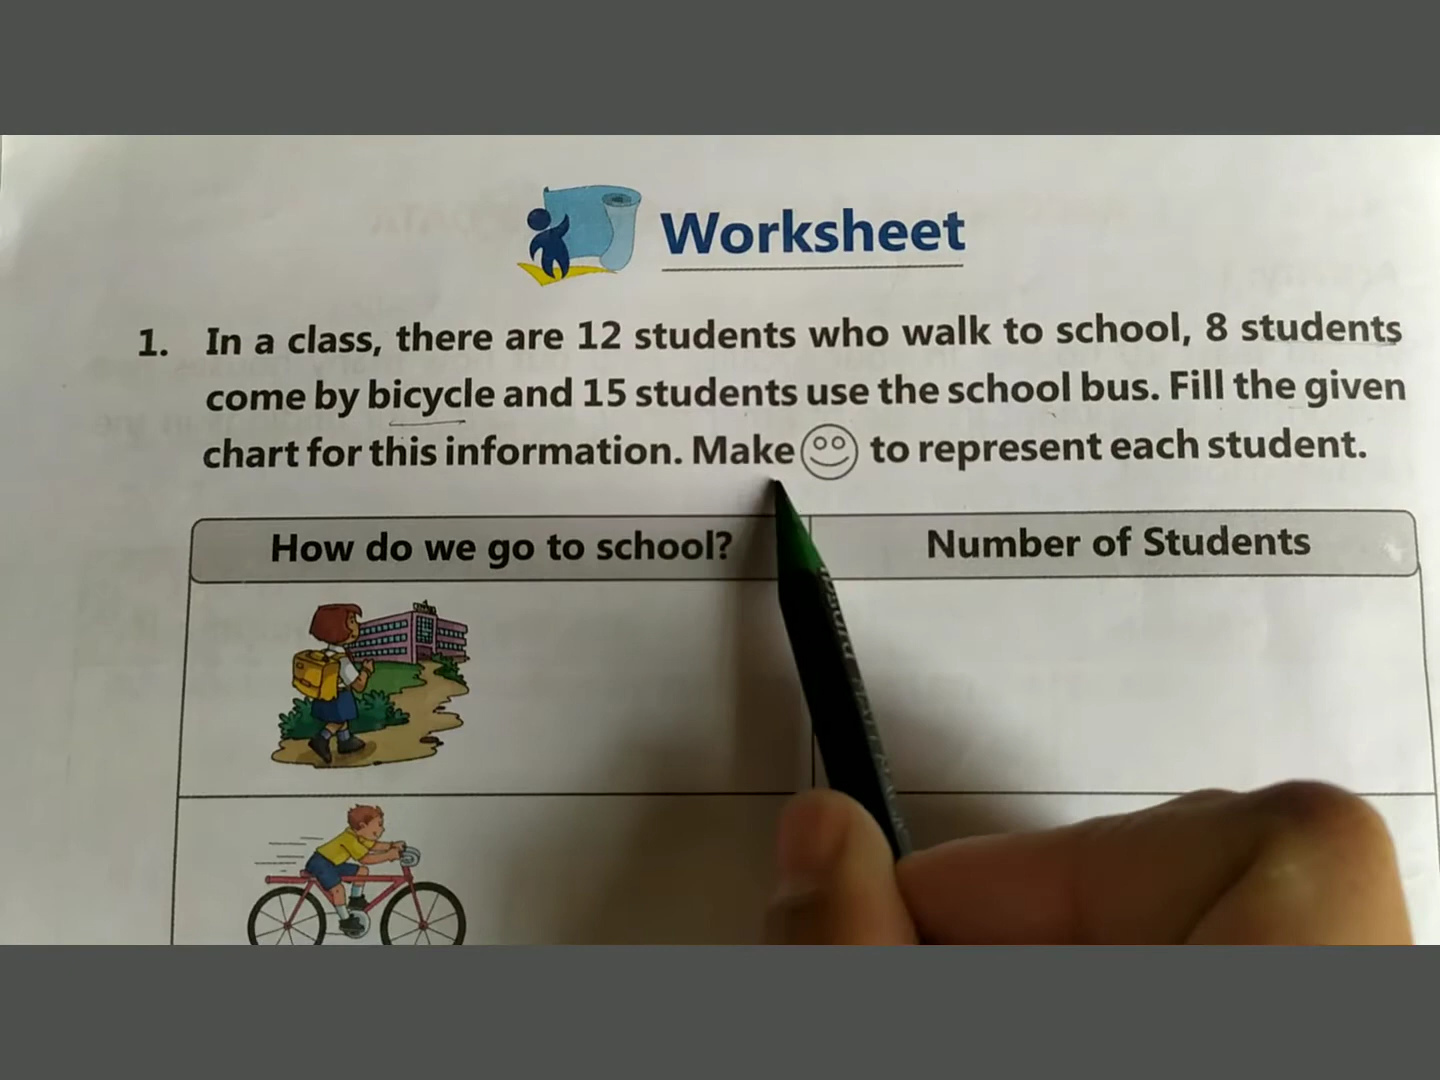 Worksheet
1. In a class, there are 12 students who walk to school, 8 students
come by bicycle and 15 students use the school bus. Fill the given
chart for this information. Make to represent each student.
How do we go to school? Number of Students